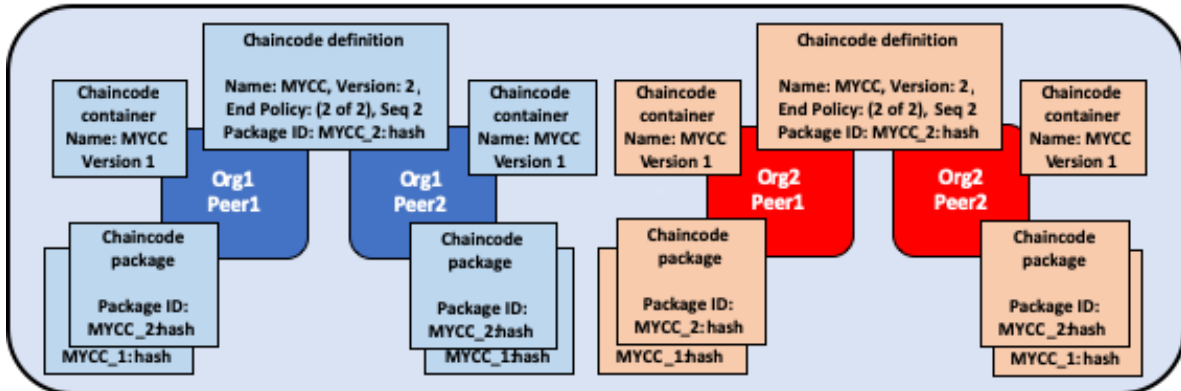 Chaincode definition
Name: MYCC, Version: 2,
End Policy: (2 of 2), Seq 2
Package ID: MYCC_2: hash
Chaincode
container
Name: MYCC
Version 1
Chaincode
container
Name: MYCC
Version 1
Org1
Peer1
Org1
Peer2
Chaincode
package
Package ID:
MYCC_2:hash
MYCC_1: hash
Chaincode
package
Package ID:
MYCC_2:hash
MYCC_1:hash
Chaincode definition
Name: MYCC, Version: 2,
End Policy: (2 of 2), Seq 2
Package ID: MYCC_2: hash
Chaincode
container
Name: MYCC
Version 1
Chaincode
container
Name: MYCC
Version 1
Org2
Peer1
Org2
Peer2
Chaincode
package
Package ID:
MYCC_2: hash
MYCC_1:hash
Chaincode
package
Package ID:
MYCC_2:hash
MYCC_1: hash